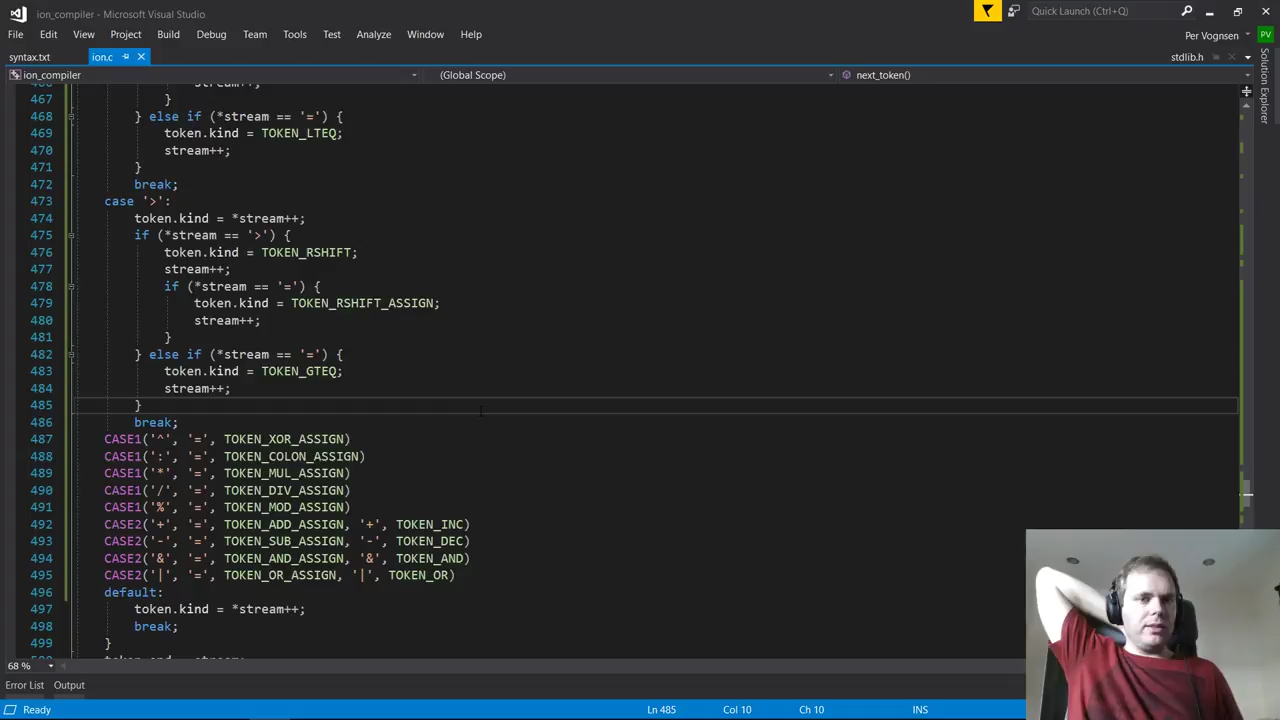 ion_compiler - Microsoft Visual Studio
Quick Launch (Ctrl+Q)
File Edit View Project Build Debug Team Tools Test Analyze Window Help
Per Vognsen PV
syntax.txt ion.c stdlib.h
ion_compiler (Global Scope) next_token()
Solution Explorer
467 }
468 } else if (*stream == '=') {
469 token.kind = TOKEN_LTEQ;
470 stream++;
471 }
472 break;
473 case '>':
474 token.kind = *stream++;
475 if (*stream == '>') {
476 token.kind = TOKEN_RSHIFT;
477 stream++;
478 if (*stream == '=') {
479 token.kind = TOKEN_RSHIFT_ASSIGN;
480 stream++;
481 }
482 } else if (*stream == '=') {
483 token.kind = TOKEN_GTEQ;
484 stream++;
485 }
486 break;
487 CASE1('^', '=', TOKEN_XOR_ASSIGN)
488 CASE1(':', '=', TOKEN_COLON_ASSIGN)
489 CASE1('*', '=', TOKEN_MUL_ASSIGN)
490 CASE1('/', '=', TOKEN_DIV_ASSIGN)
491 CASE1('%', '=', TOKEN_MOD_ASSIGN)
492 CASE2('+', '=', TOKEN_ADD_ASSIGN, '+', TOKEN_INC)
493 CASE2('-', '=', TOKEN_SUB_ASSIGN, '-', TOKEN_DEC)
494 CASE2('&', '=', TOKEN_AND_ASSIGN, '&', TOKEN_AND)
495 CASE2('|', '=', TOKEN_OR_ASSIGN, '|', TOKEN_OR)
496 default:
497 token.kind = *stream++;
498 break;
499 }
68 %
Error List Output
Ready Ln 485 Col 10 Ch 10 INS